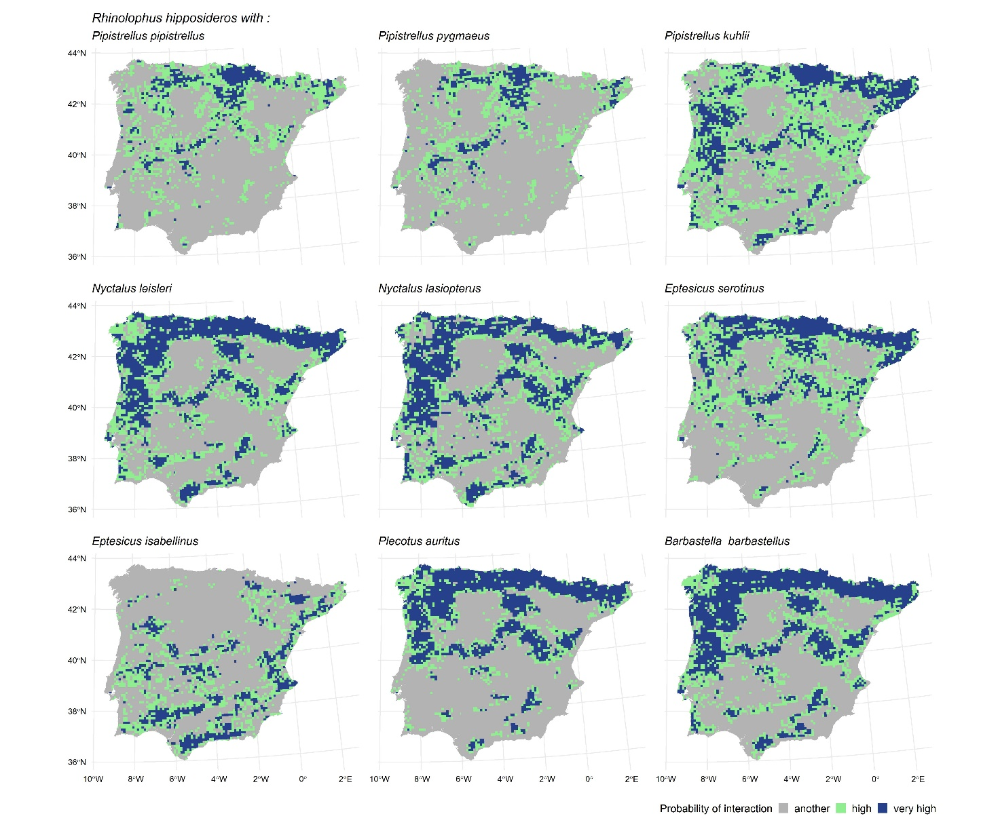 Rhinolophus hipposideros with :
Pipistrellus pipistrellus Pipistrellus pygmaeus Pipistrellus kuhlii
44°N
42°N
40°N
38°N
36°N
Nyctalus leisleri Nyctalus lasiopterus Eptesicus serotinus
44°N
42°N
40°N
38°N
36°N
Eptesicus isabellinus Plecotus auritus Barbastella barbastellus
44°N
42°N
40°N
38°N
36°N
10°W 8°W 6°W 4°W 2°W 0° 2°E 10°W 8°W 6°W 4°W 2°W 0° 2°E 10°W 8°W 6°W 4°W 2°W 0° 2°E
Probability of interaction another high very high